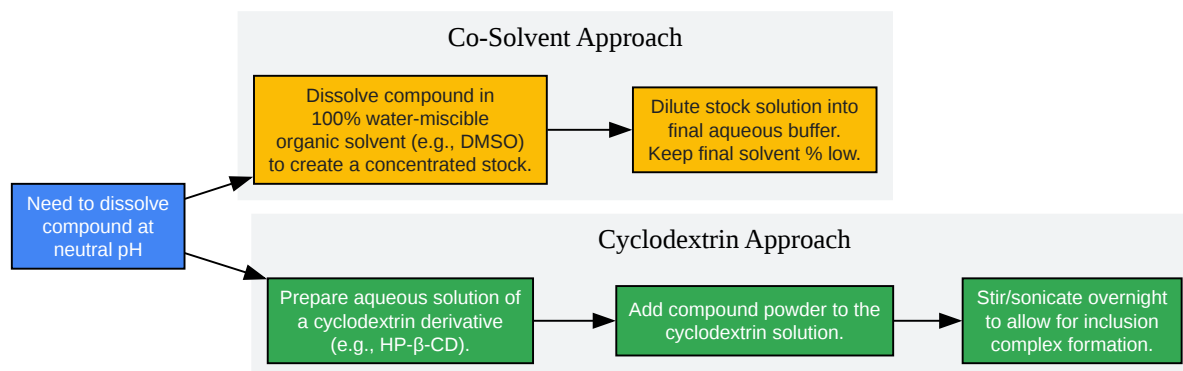 Co-Solvent Approach
Dissolve compound in
100% water-miscible
organic solvent (e.g., DMSO)
to create a concentrated stock.
Dilute stock solution into
final aqueous buffer.
Keep final solvent % low.
Need to dissolve
compound at
neutral pH
Cyclodextrin Approach
Prepare aqueous solution of
a cyclodextrin derivative
(e.g., HP-β-CD).
Add compound powder to the
cyclodextrin solution.
Stir/sonicate overnight
to allow for inclusion
complex formation.